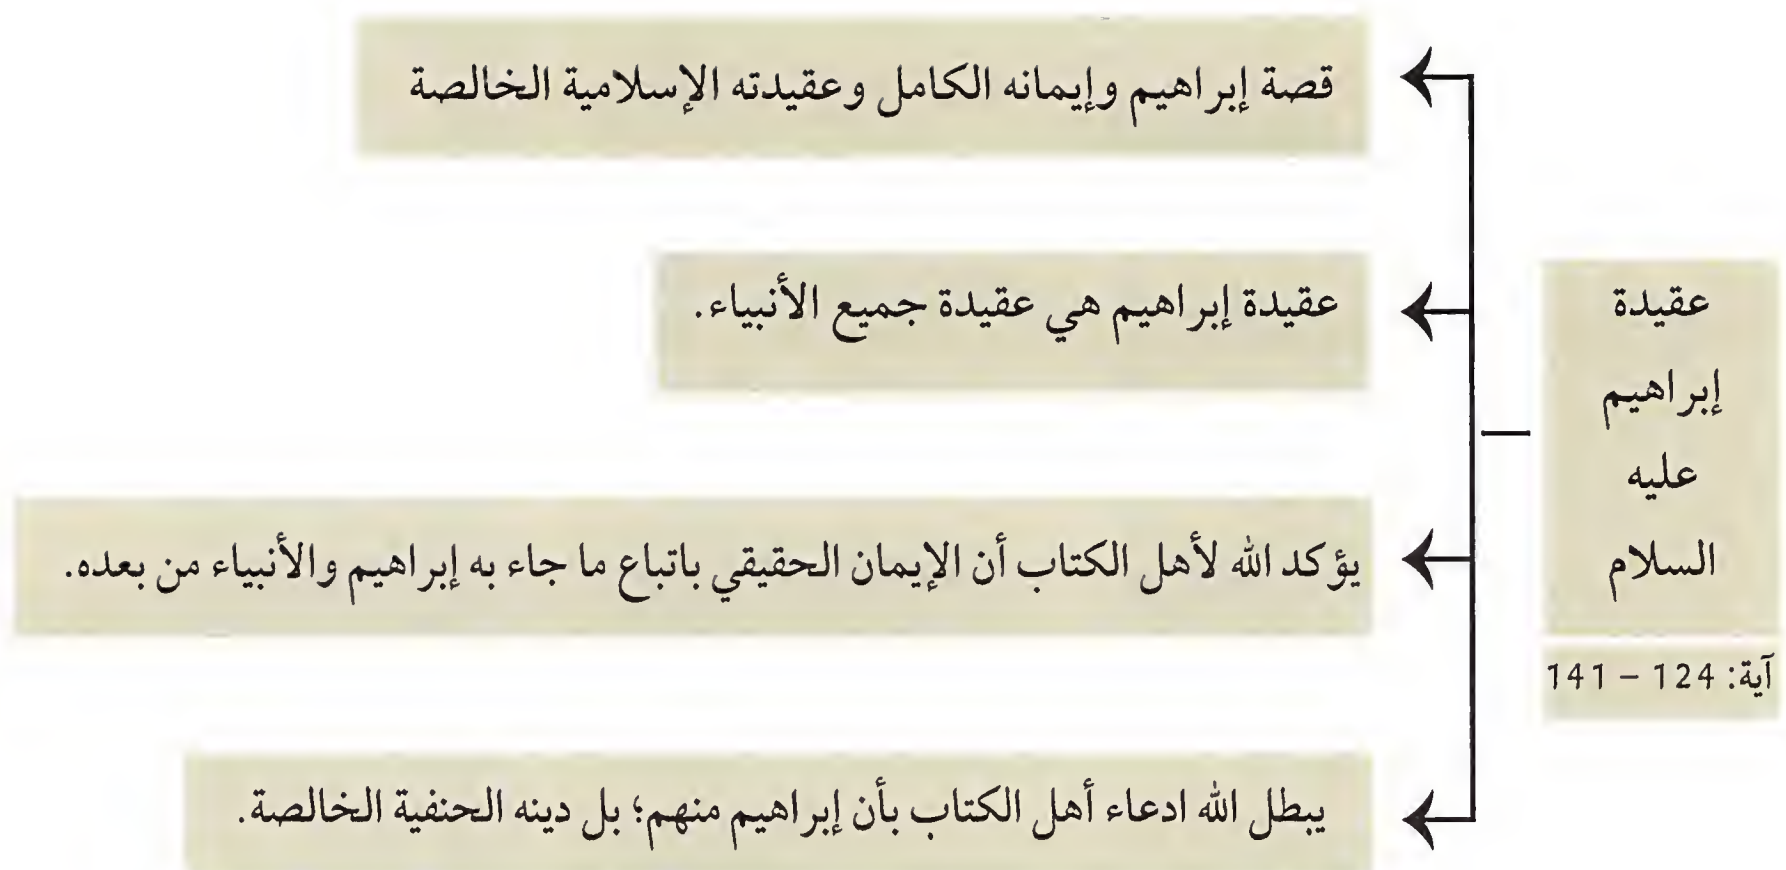 عقيدة
إبراهيم
عليه
السلام
آية: 124 – 141
قصة إبراهيم وإيمانه الكامل وعقيدته الإسلامية الخالصة
عقيدة إبراهيم هي عقيدة جميع الأنبياء.
يؤكد الله لأهل الكتاب أن الإيمان الحقيقي باتباع ما جاء به إبراهيم والأنبياء من بعده.
يبطل الله ادعاء أهل الكتاب بأن إبراهيم منهم؛ بل دينه الحنفية الخالصة.